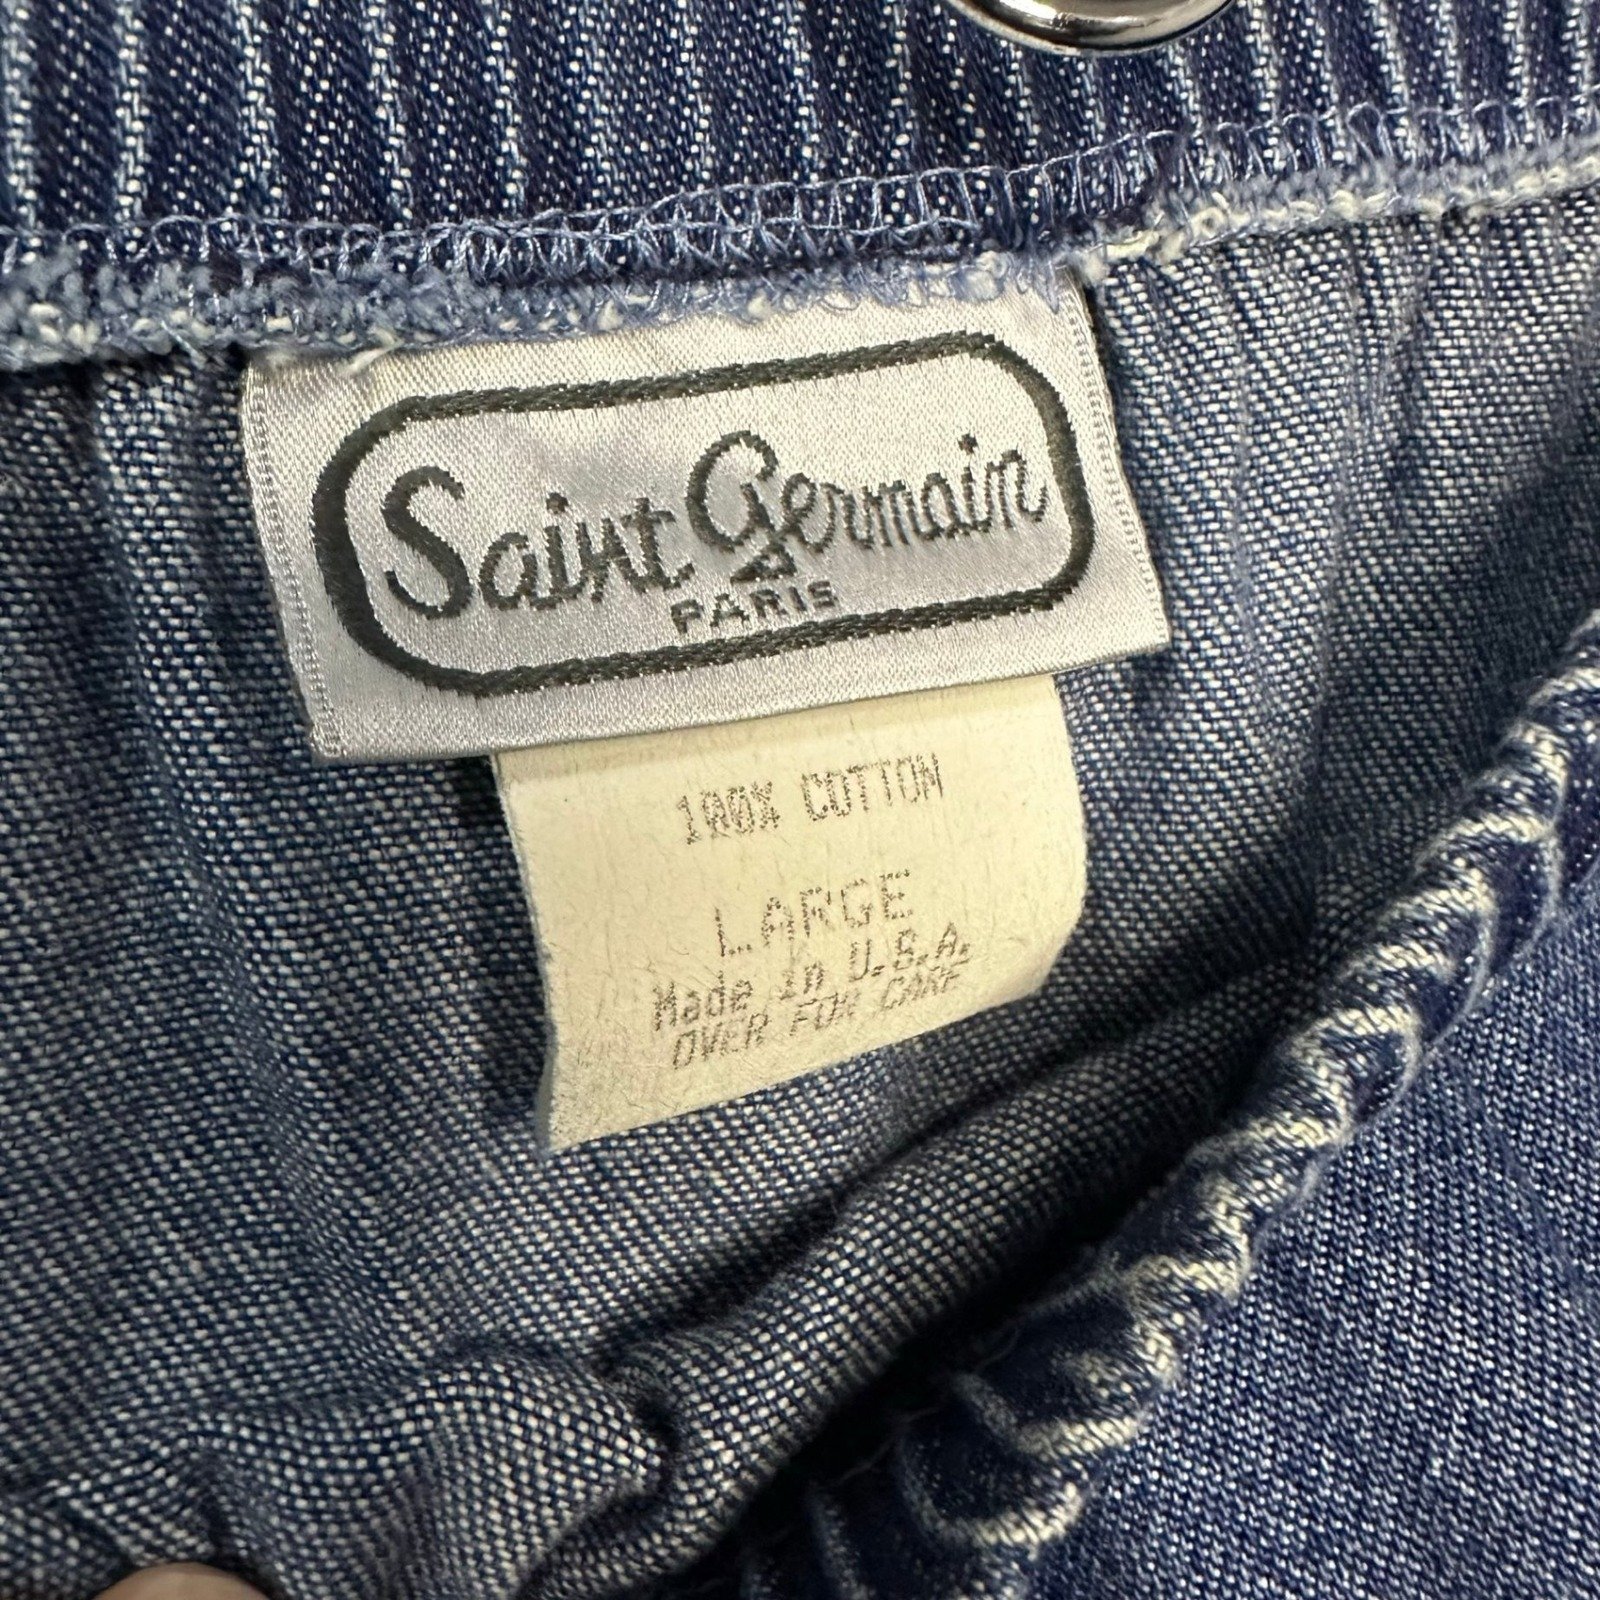 Saint Germain
PARIS
100% COTTON
LARGE
Made in U.S.A.
OVER FOR CARE